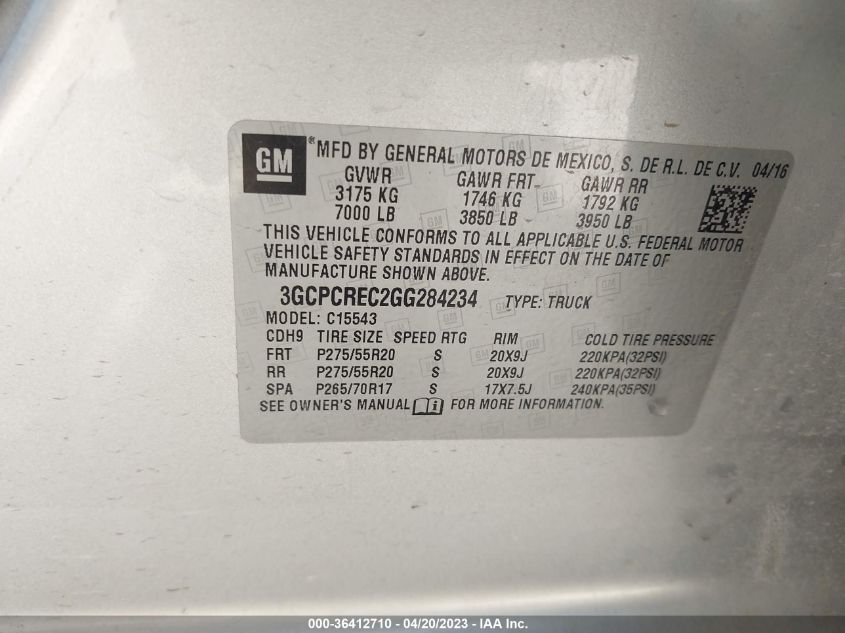 GM ® MFD BY GENERAL MOTORS DE MEXICO, S. DE R.L. DE C.V. 04/16
GVWR GAWR FRT GAWR RR
3175 KG 1746 KG 1792 KG
7000 LB 3850 LB 3950 LB
THIS VEHICLE CONFORMS TO ALL APPLICABLE U.S. FEDERAL MOTOR
VEHICLE SAFETY STANDARDS IN EFFECT ON THE DATE OF
MANUFACTURE SHOWN ABOVE.
3GCPCREC2GG284234 TYPE: TRUCK
MODEL: C15543
CDH9 TIRE SIZE SPEED RTG RIM COLD TIRE PRESSURE
FRT P275/55R20 S 20X9J 220KPA(32PSI)
RR P275/55R20 S 20X9J 220KPA(32PSI)
SPA P265/70R17 S 17X7.5J 240KPA(35PSI)
SEE OWNER'S MANUAL i FOR MORE INFORMATION.
000-36412710 - 04/20/2023 - IAA Inc.